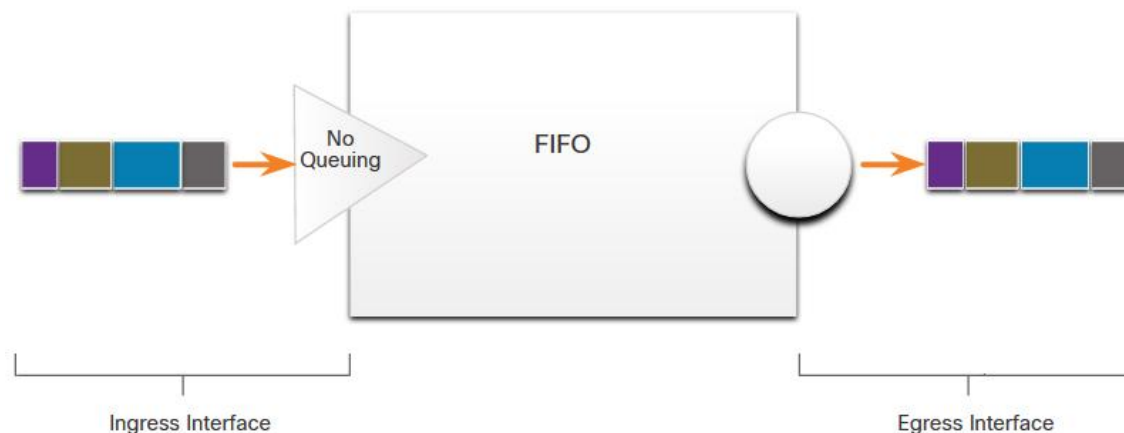 No
Queuing
FIFO
Ingress Interface
Egress Interface